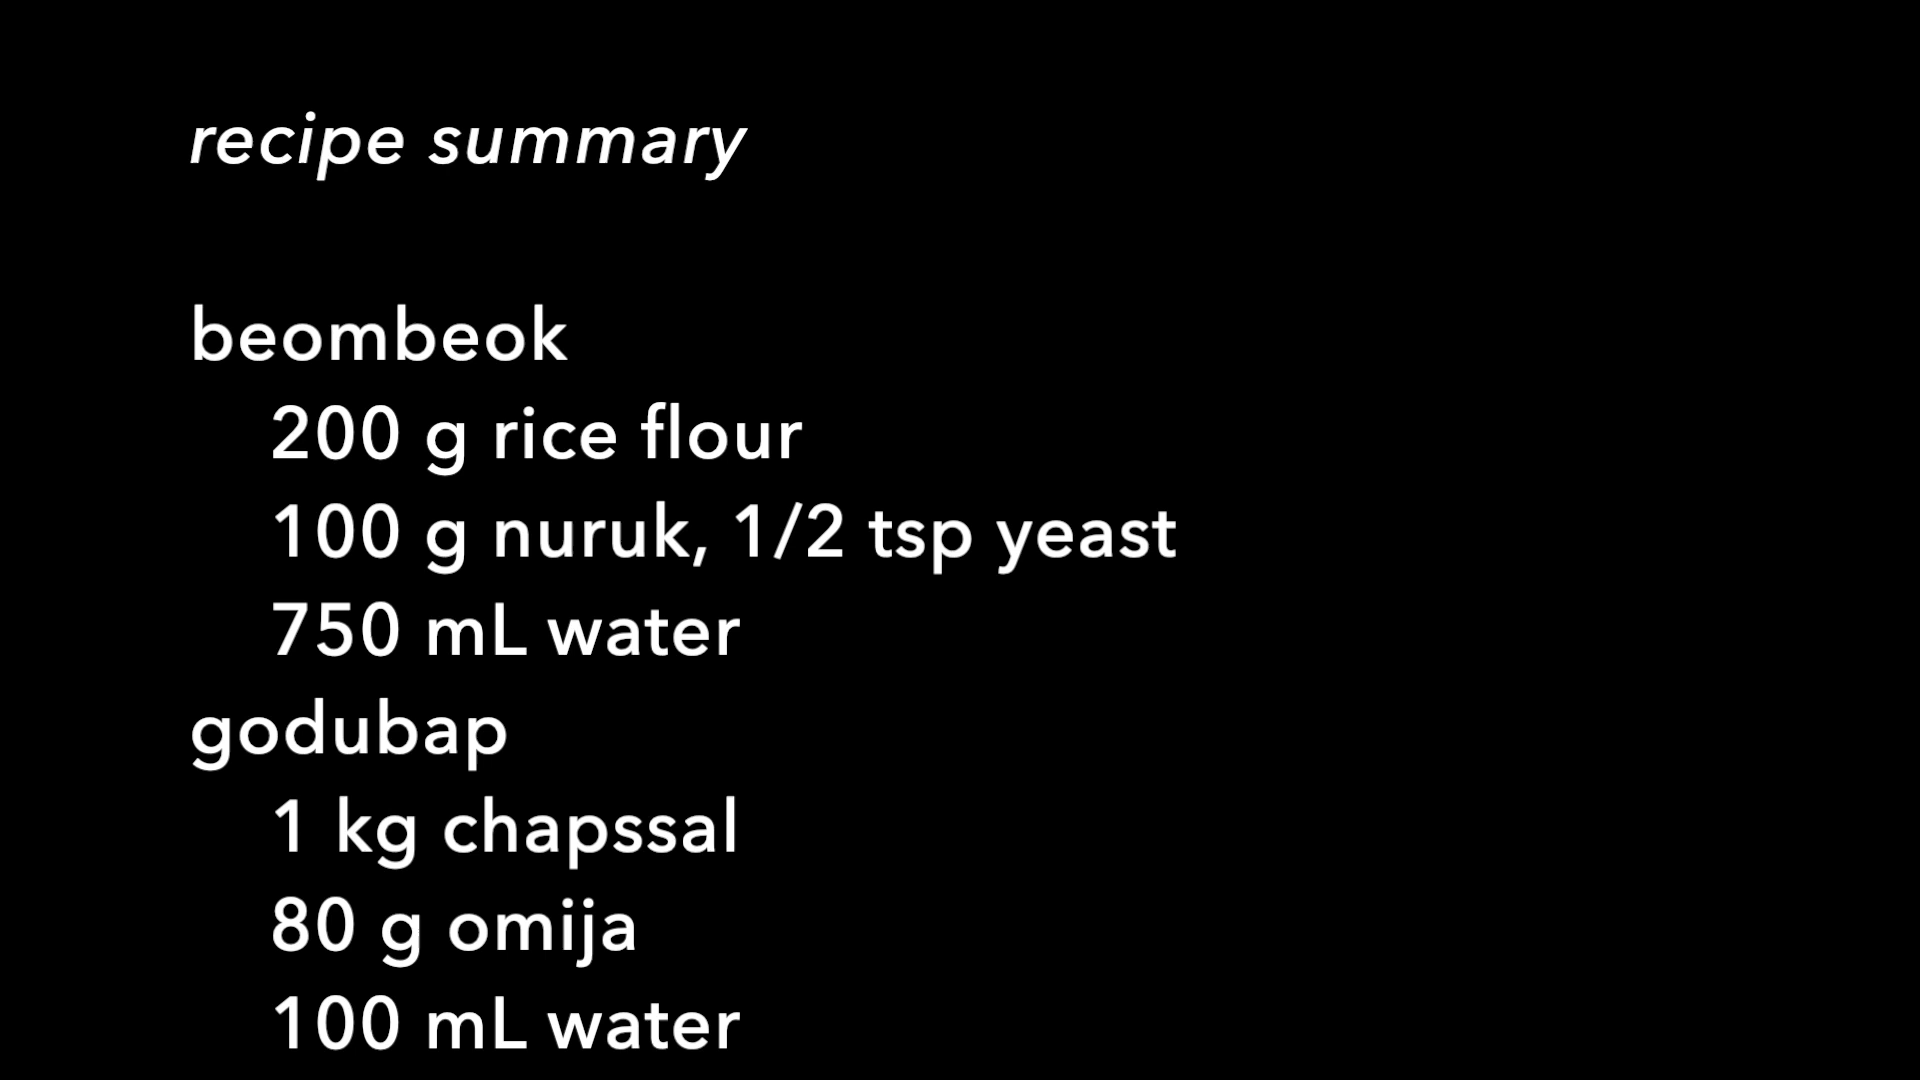 recipe summary
beombeok
200 g rice flour
100 g nuruk, 1/2 tsp yeast
750 mL water
godubap
1 kg chapssal
80 g omija
100 mL water